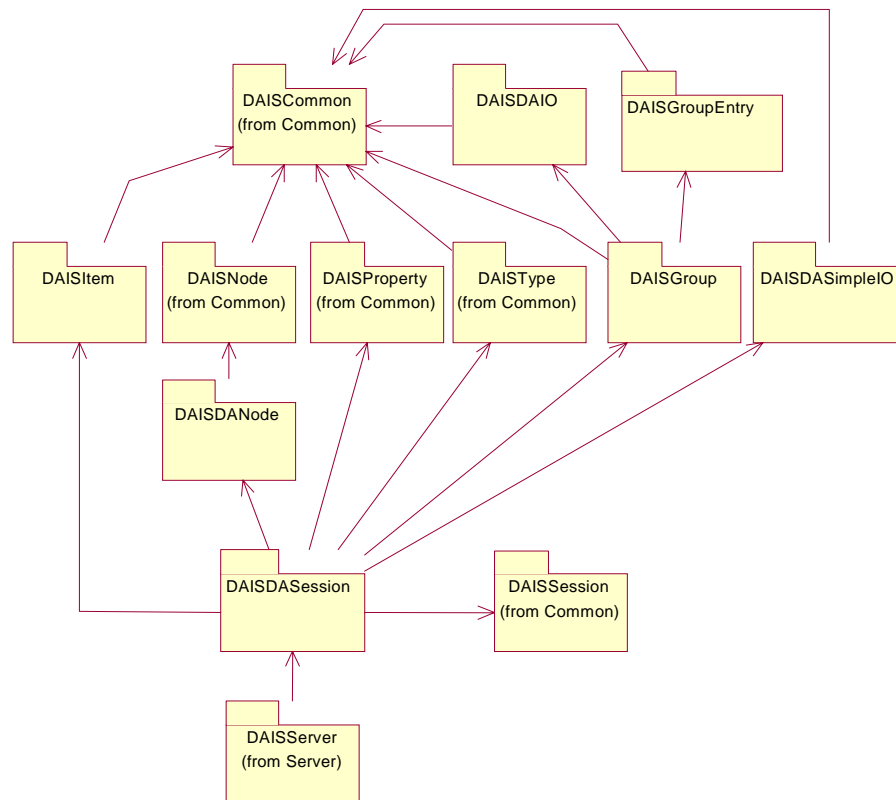 DAISCommon
(from Common)
DAISDAIO
DAISGroupEntry
DAISItem
DAISNode
(from Common)
DAISProperty
(from Common)
DAISType
(from Common)
DAISGroup
DAISDASimpleIO
DAISDANode
DAISDASession
DAISSession
(from Common)
DAISServer
(from Server)